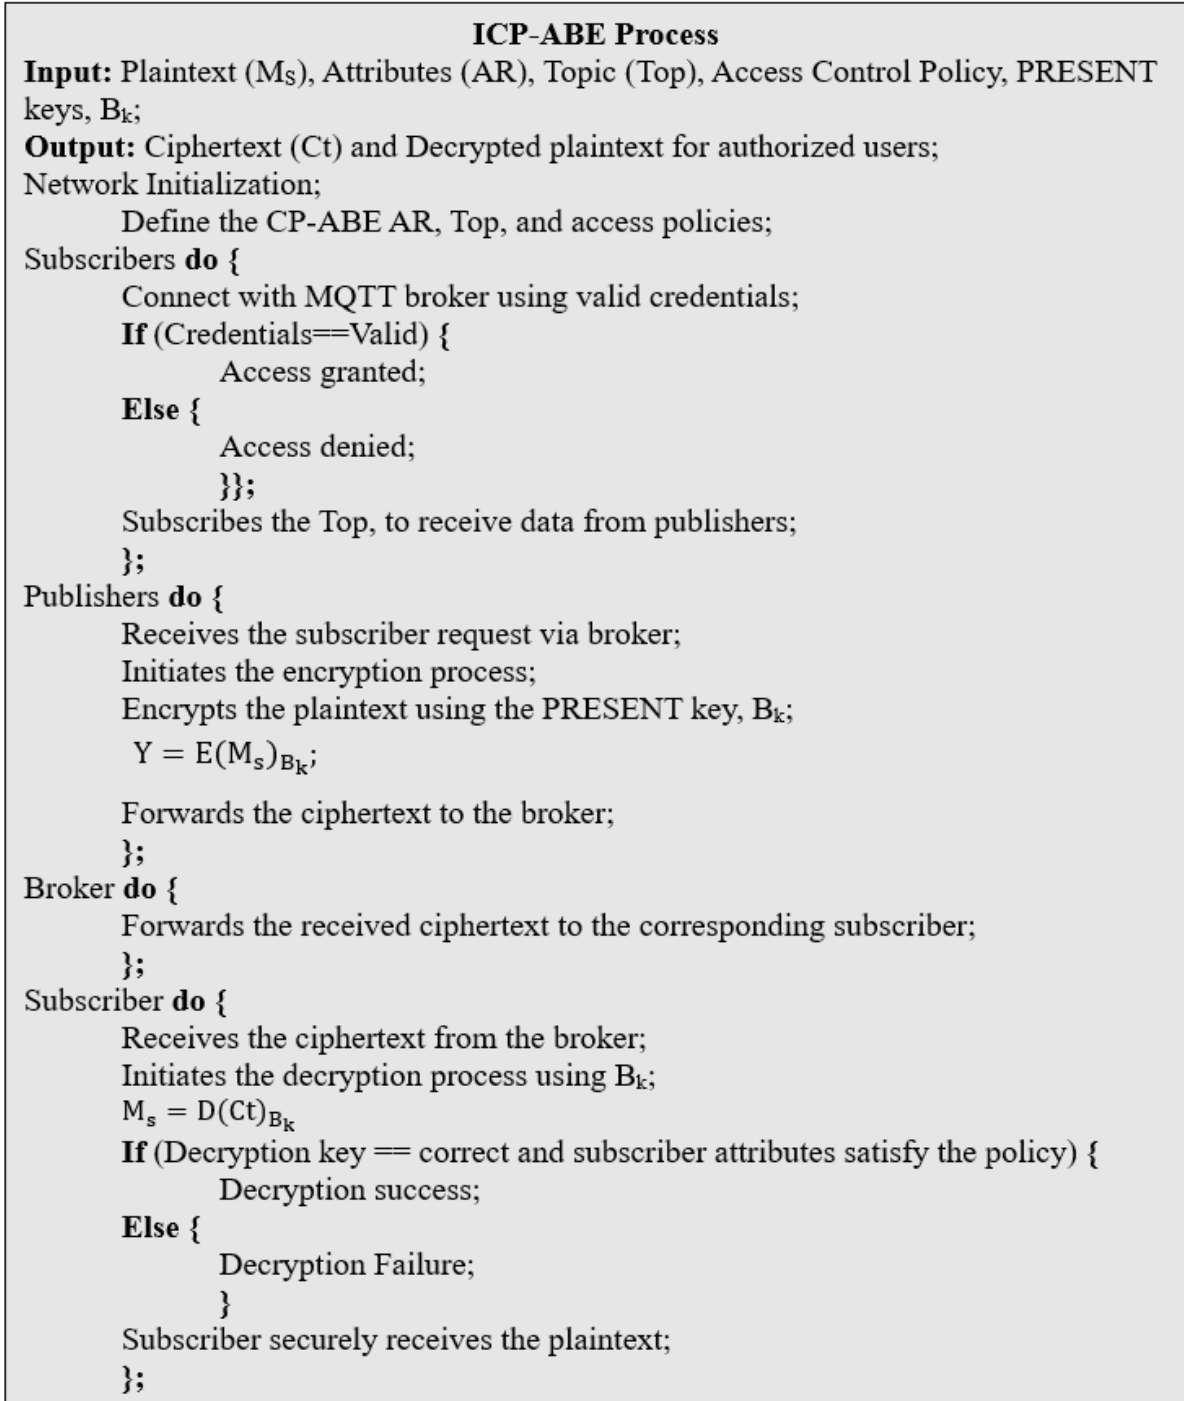 ICP-ABE Process
Input: Plaintext (Mₛ), Attributes (AR), Topic (Top), Access Control Policy, PRESENT
keys, Bₖ;
Output: Ciphertext (Ct) and Decrypted plaintext for authorized users;
Network Initialization;
Define the CP-ABE AR, Top, and access policies;
Subscribers do {
Connect with MQTT broker using valid credentials;
If (Credentials==Valid) {
Access granted;
Else {
Access denied;
}};
Subscribes the Top, to receive data from publishers;
};
Publishers do {
Receives the subscriber request via broker;
Initiates the encryption process;
Encrypts the plaintext using the PRESENT key, Bₖ;
Y = E(Mₛ)_Bₖ;
Forwards the ciphertext to the broker;
};
Broker do {
Forwards the received ciphertext to the corresponding subscriber;
};
Subscriber do {
Receives the ciphertext from the broker;
Initiates the decryption process using Bₖ;
Mₛ = D(Ct)_Bₖ
If (Decryption key == correct and subscriber attributes satisfy the policy) {
Decryption success;
Else {
Decryption Failure;
}
Subscriber securely receives the plaintext;
};